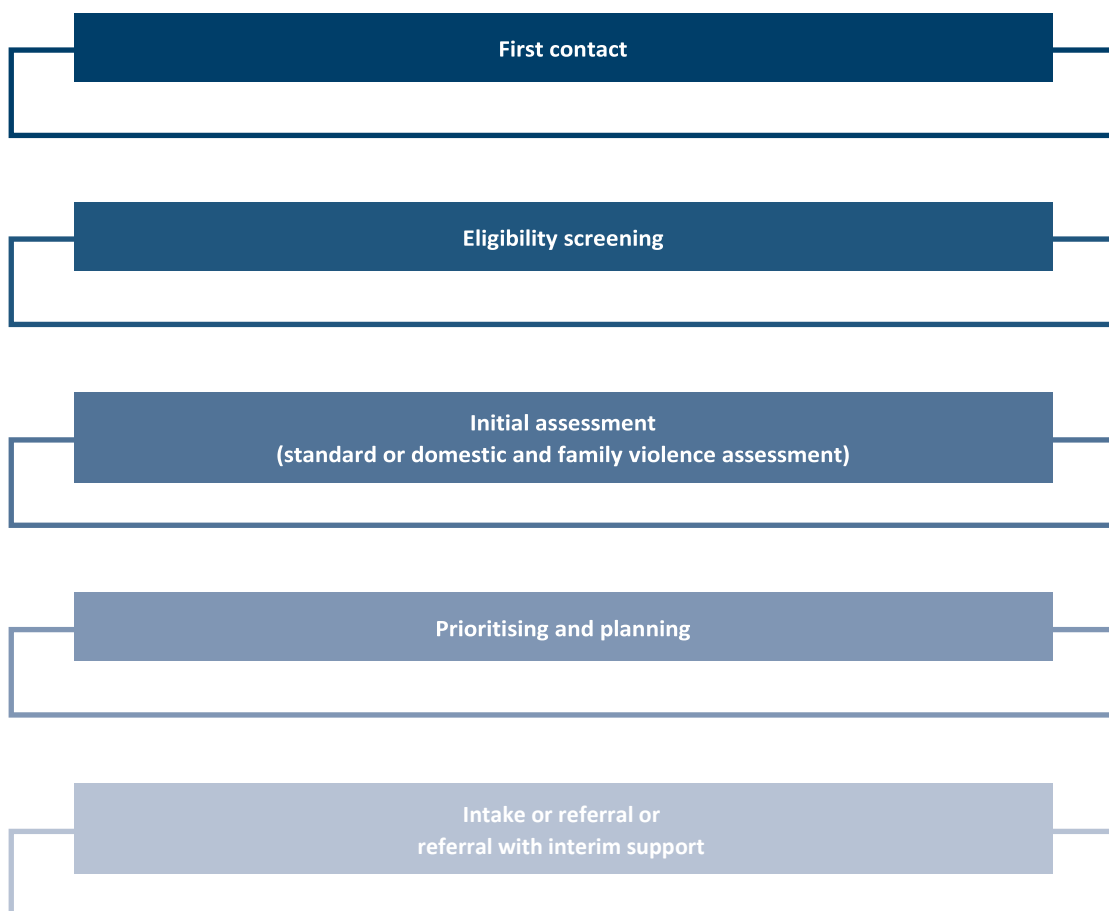 First contact
Eligibility screening
Initial assessment
(standard or domestic and family violence assessment)
Prioritising and planning
Intake or referral or
referral with interim support